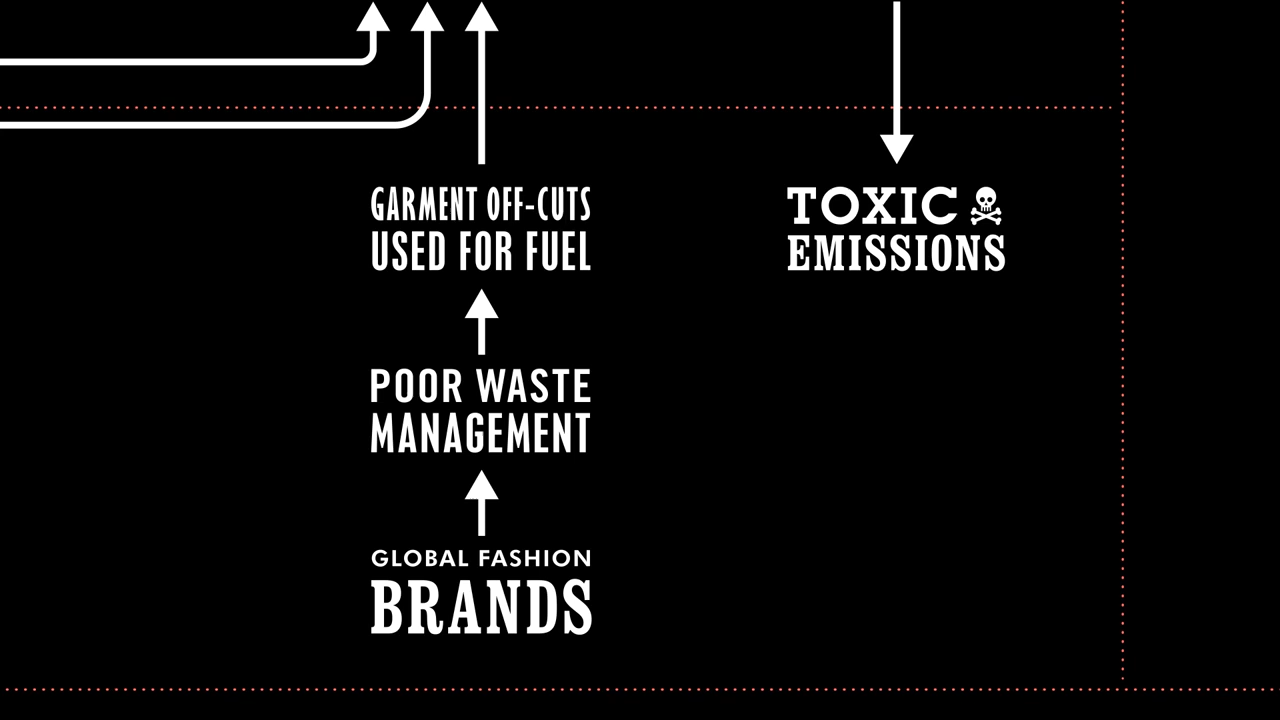 GARMENT OFF-CUTS
USED FOR FUEL
TOXIC
EMISSIONS
POOR WASTE
MANAGEMENT
GLOBAL FASHION
BRANDS